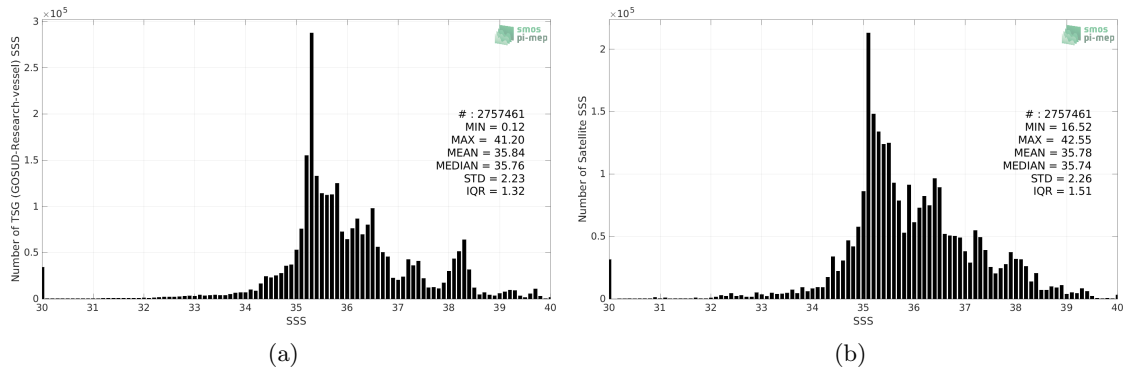 ×10⁵
3
2.5
2
1.5
1
0.5
0
Number of TSG (GOSUD-Research-vessel) SSS
smos
pi-mep
# : 2757461
MIN = 0.12
MAX = 41.20
MEAN = 35.84
MEDIAN = 35.76
STD = 2.23
IQR = 1.32
30 31 32 33 34 35 36 37 38 39 40
SSS
(a)
×10⁵
2
1.5
1
0.5
0
Number of Satellite SSS
smos
pi-mep
# : 2757461
MIN = 16.52
MAX = 42.55
MEAN = 35.78
MEDIAN = 35.74
STD = 2.26
IQR = 1.51
30 31 32 33 34 35 36 37 38 39 40
SSS
(b)